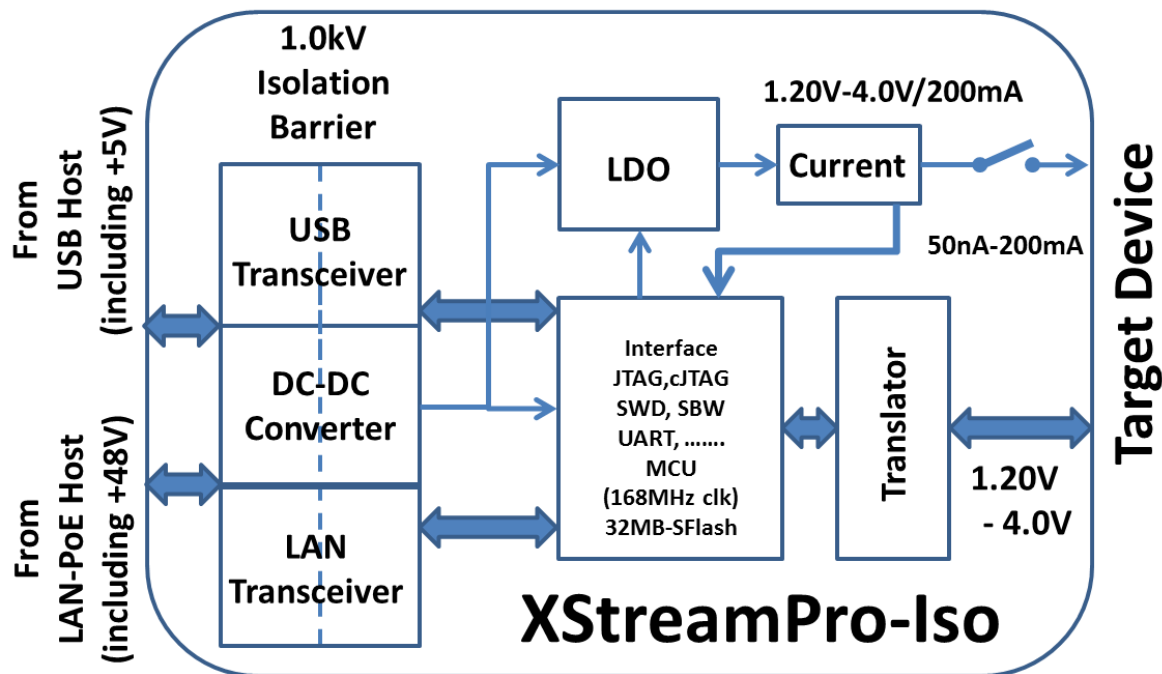 1.0kV
Isolation
Barrier
From
USB Host
(including +5V)
From
LAN-PoE Host
(including +48V)
USB
Transceiver
DC-DC
Converter
LAN
Transceiver
LDO
1.20V-4.0V/200mA
Current
50nA-200mA
Interface
JTAG,cJTAG
SWD, SBW
UART, .......
MCU
(168MHz clk)
32MB-SFlash
Translator
1.20V
- 4.0V
Target Device
XStreamPro-Iso